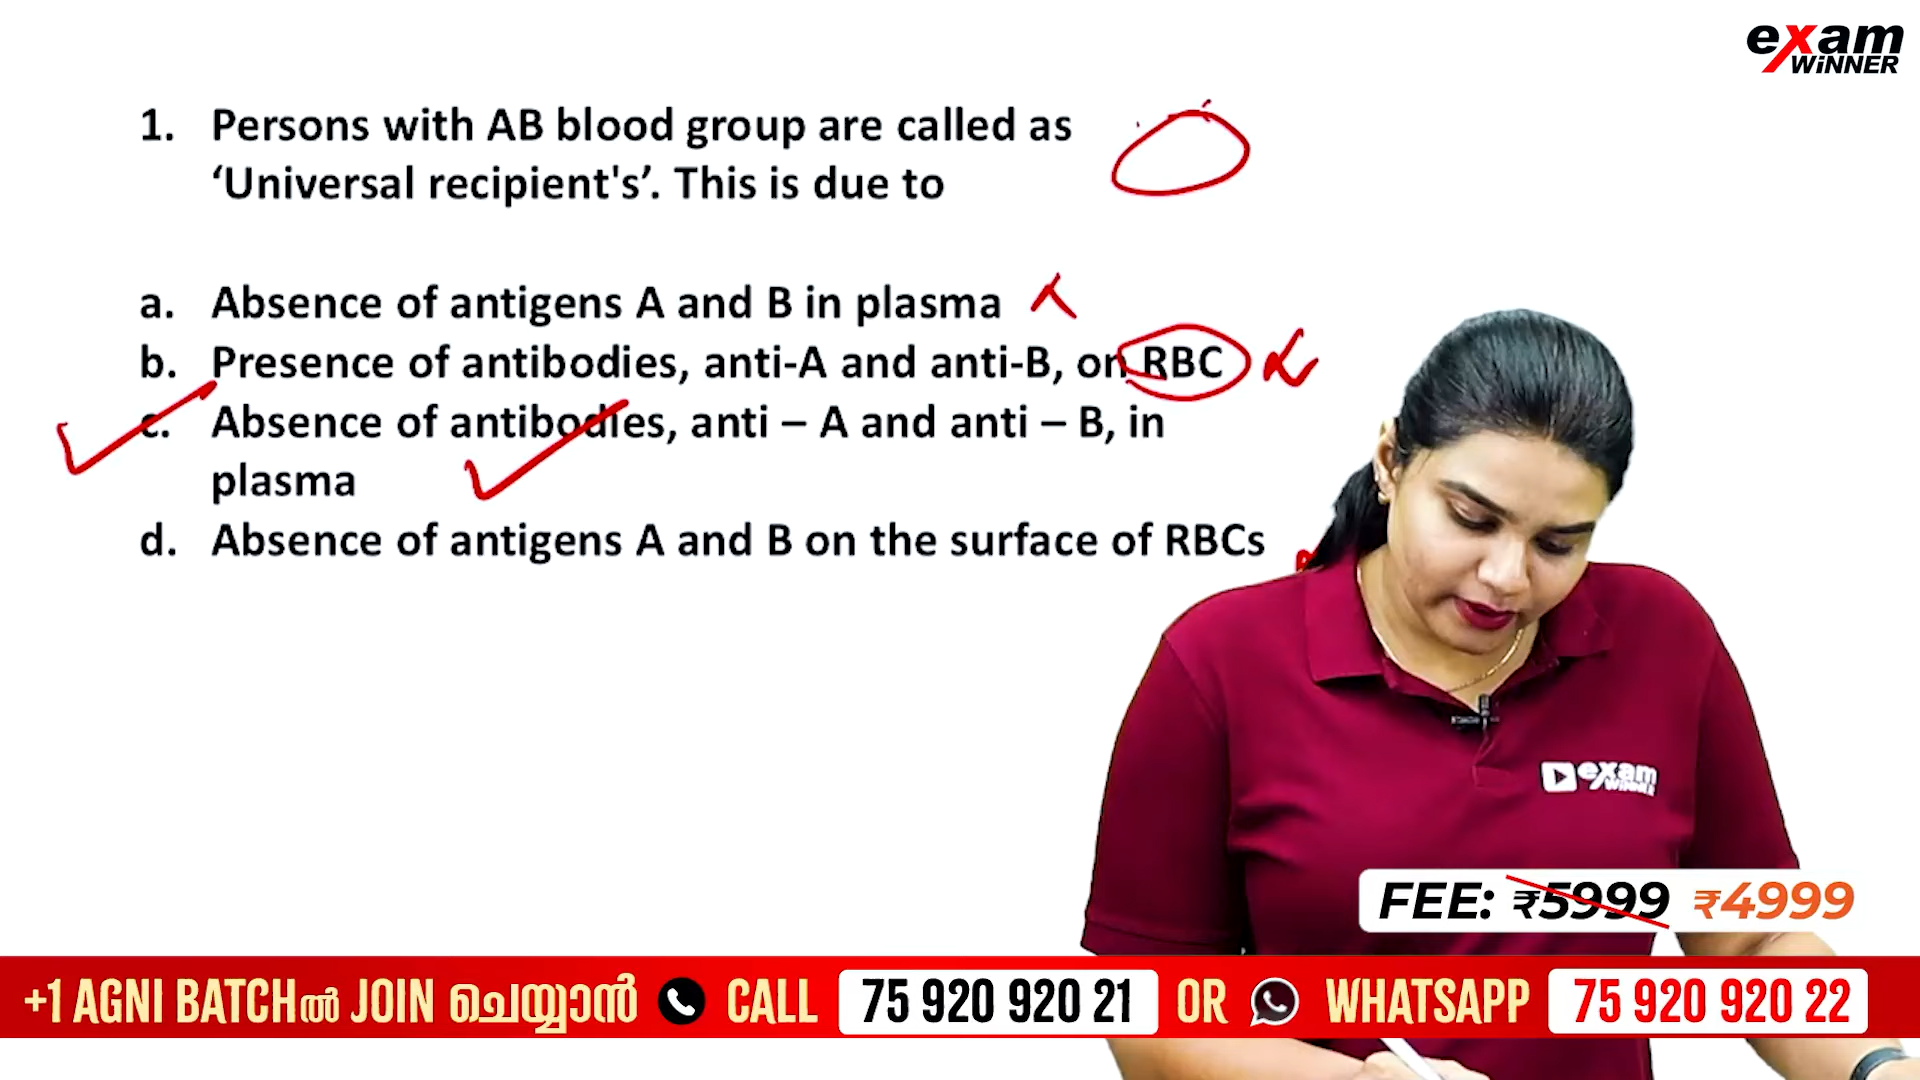 exam
WiNNER
1. Persons with AB blood group are called as
‘Universal recipient's’. This is due to
a. Absence of antigens A and B in plasma
b. Presence of antibodies, anti-A and anti-B, on RBC
c. Absence of antibodies, anti – A and anti – B, in
plasma
d. Absence of antigens A and B on the surface of RBCs
exam
WiNNER
FEE: ₹5999 ₹4999
+1 AGNI BATCHൽ JOIN ചെയ്യാൻ CALL 75 920 920 21 OR WHATSAPP 75 920 920 22